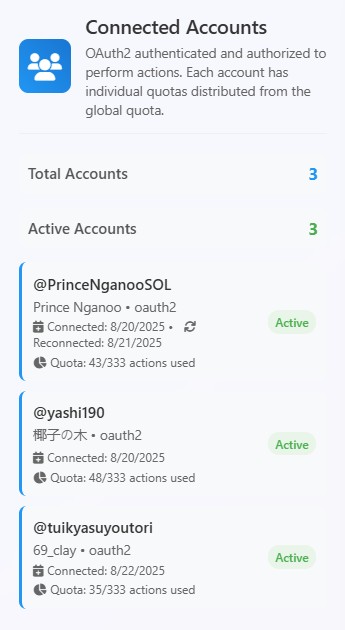 Connected Accounts
OAuth2 authenticated and authorized to
perform actions. Each account has
individual quotas distributed from the
global quota.
Total Accounts 3
Active Accounts 3
@PrinceNganooSOL
Prince Nganoo • oauth2
Connected: 8/20/2025 •
Reconnected: 8/21/2025
Active
Quota: 43/333 actions used
@yashi190
椰子の木 • oauth2
Connected: 8/20/2025
Active
Quota: 48/333 actions used
@tuikyasuyoutori
69_clay • oauth2
Connected: 8/22/2025
Active
Quota: 35/333 actions used